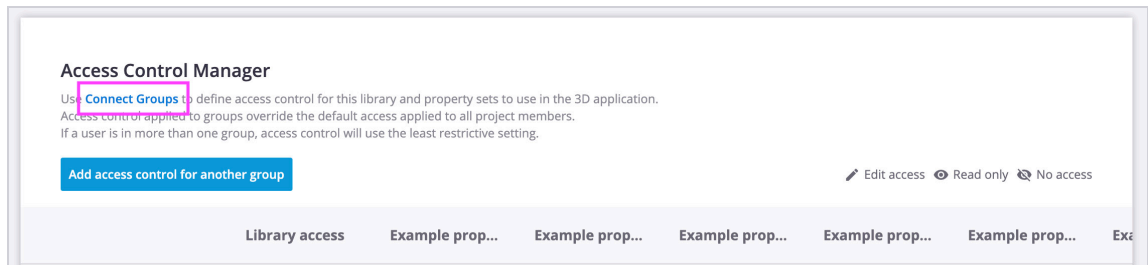 Access Control Manager
Use Connect Groups to define access control for this library and property sets to use in the 3D application.
Access control applied to groups override the default access applied to all project members.
If a user is in more than one group, access control will use the least restrictive setting.
Add access control for another group
Edit access Read only No access
Library access Example prop... Example prop... Example prop... Example prop... Example prop... Exa